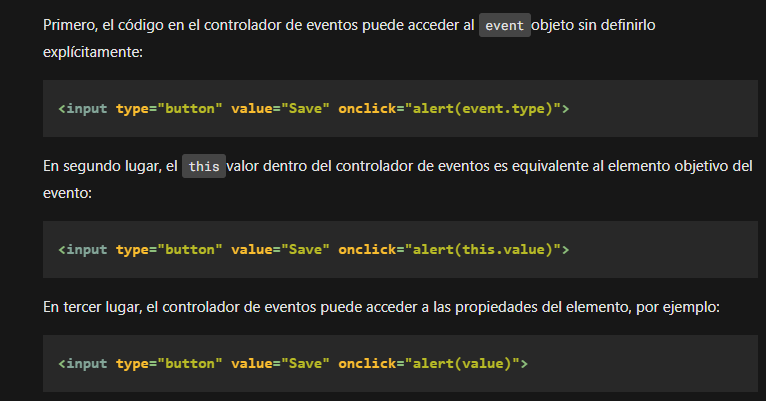 Primero, el código en el controlador de eventos puede acceder al event objeto sin definirlo
explícitamente:
<input type="button" value="Save" onclick="alert(event.type)">
En segundo lugar, el this valor dentro del controlador de eventos es equivalente al elemento objetivo del
evento:
<input type="button" value="Save" onclick="alert(this.value)">
En tercer lugar, el controlador de eventos puede acceder a las propiedades del elemento, por ejemplo:
<input type="button" value="Save" onclick="alert(value)">